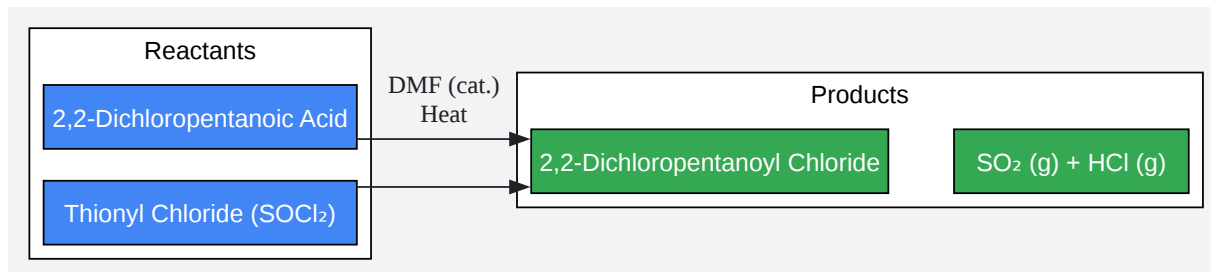 Reactants
2,2-Dichloropentanoic Acid
Thionyl Chloride (SOCl₂)
DMF (cat.)
Heat
Products
2,2-Dichloropentanoyl Chloride
SO₂ (g) + HCl (g)